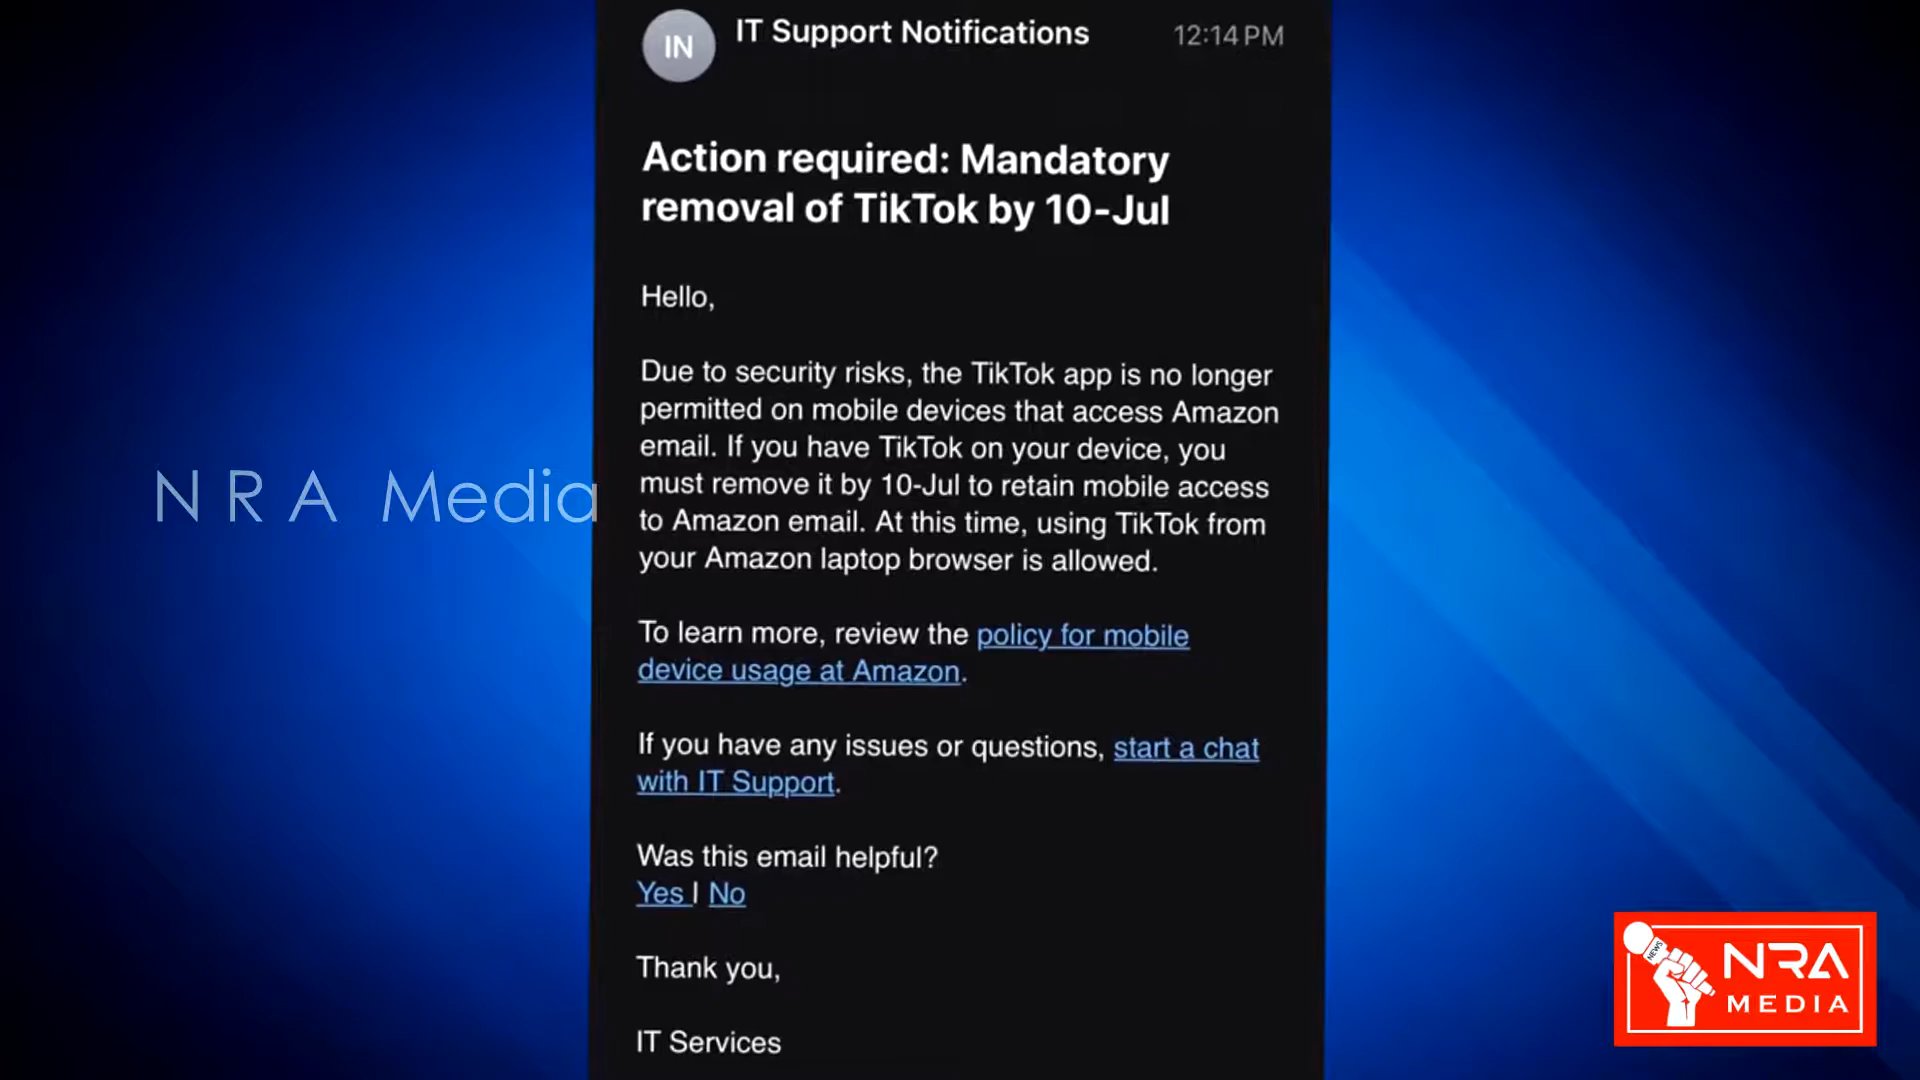 IN
IT Support Notifications
12:14 PM
Action required: Mandatory
removal of TikTok by 10-Jul
Hello,
Due to security risks, the TikTok app is no longer
permitted on mobile devices that access Amazon
email. If you have TikTok on your device, you
must remove it by 10-Jul to retain mobile access
to Amazon email. At this time, using TikTok from
your Amazon laptop browser is allowed.
To learn more, review the policy for mobile
device usage at Amazon.
If you have any issues or questions, start a chat
with IT Support.
Was this email helpful?
Yes | No
Thank you,
IT Services
N R A Media
NEWS
NRA
MEDIA